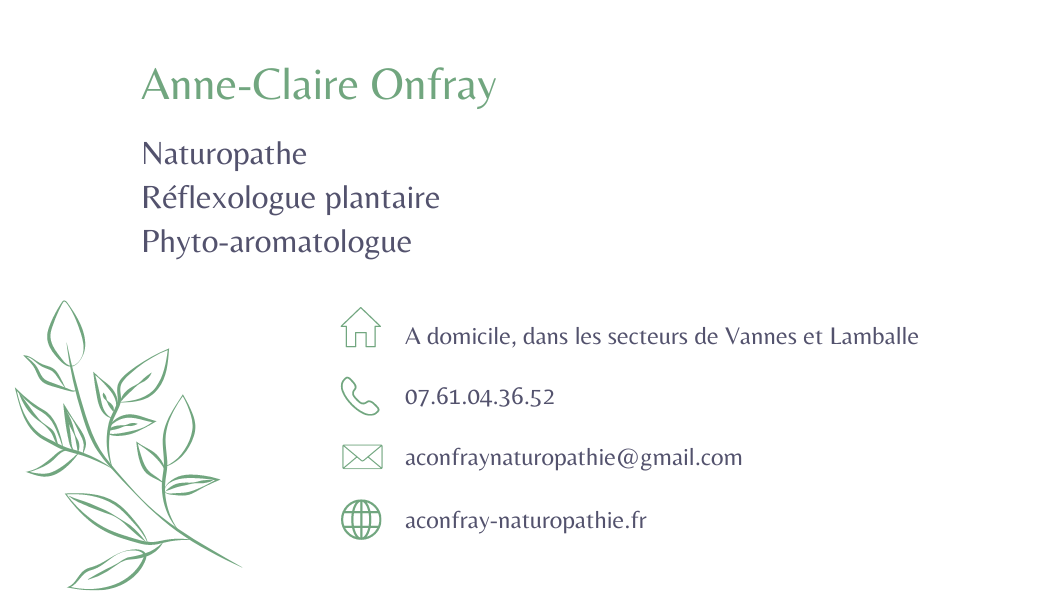 Anne-Claire Onfray
Naturopathe
Réflexologue plantaire
Phyto-aromatologue
A domicile, dans les secteurs de Vannes et Lamballe
07.61.04.36.52
aconfraynaturopathie@gmail.com
aconfray-naturopathie.fr